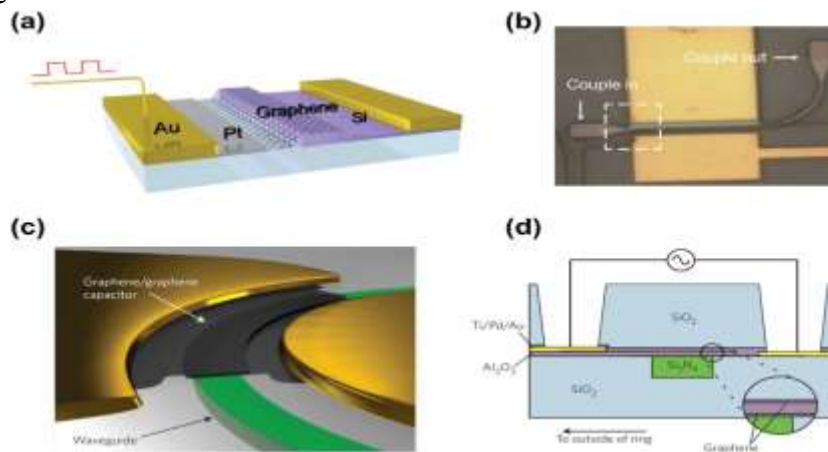 (a)
Au
Pt
Graphene
Si
(b)
Couple in
Couple out
(c)
Graphene/graphene
capacitor
Waveguide
(d)
SiO2
Ti/Pd/Au
Al2O3
Si3N4
SiO2
To outside of ring
Graphene